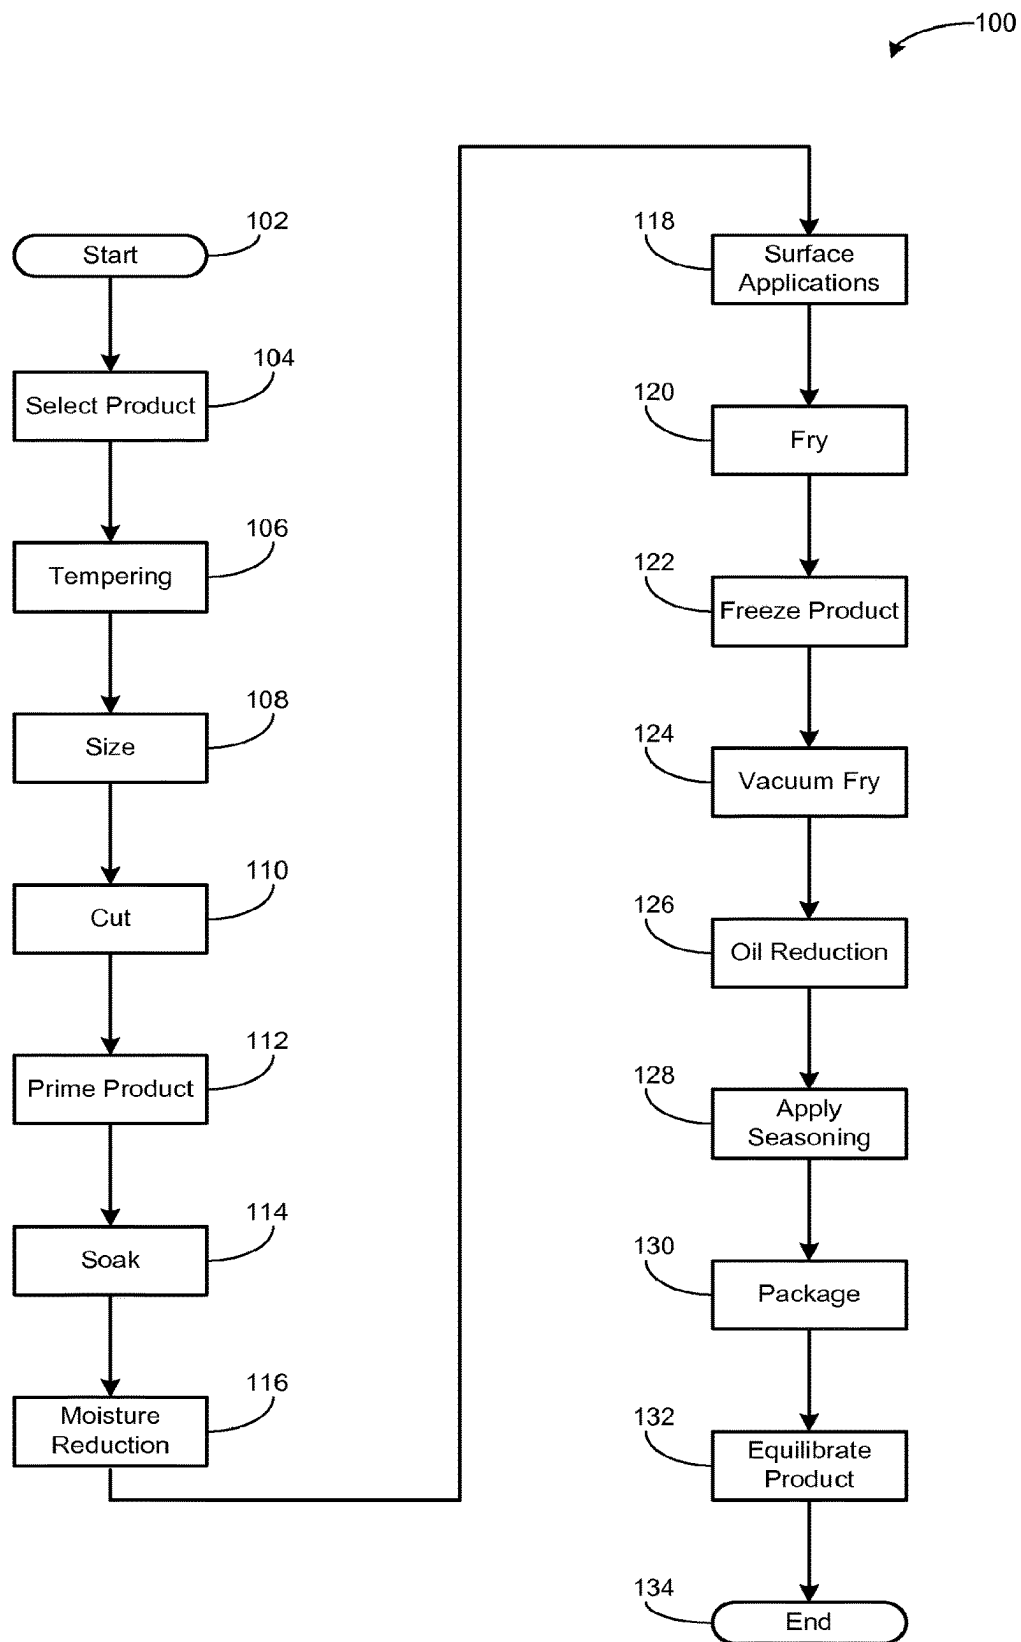 100
102
Start
104
Select Product
106
Tempering
108
Size
110
Cut
112
Prime Product
114
Soak
116
Moisture
Reduction
118
Surface
Applications
120
Fry
122
Freeze Product
124
Vacuum Fry
126
Oil Reduction
128
Apply
Seasoning
130
Package
132
Equilibrate
Product
134
End